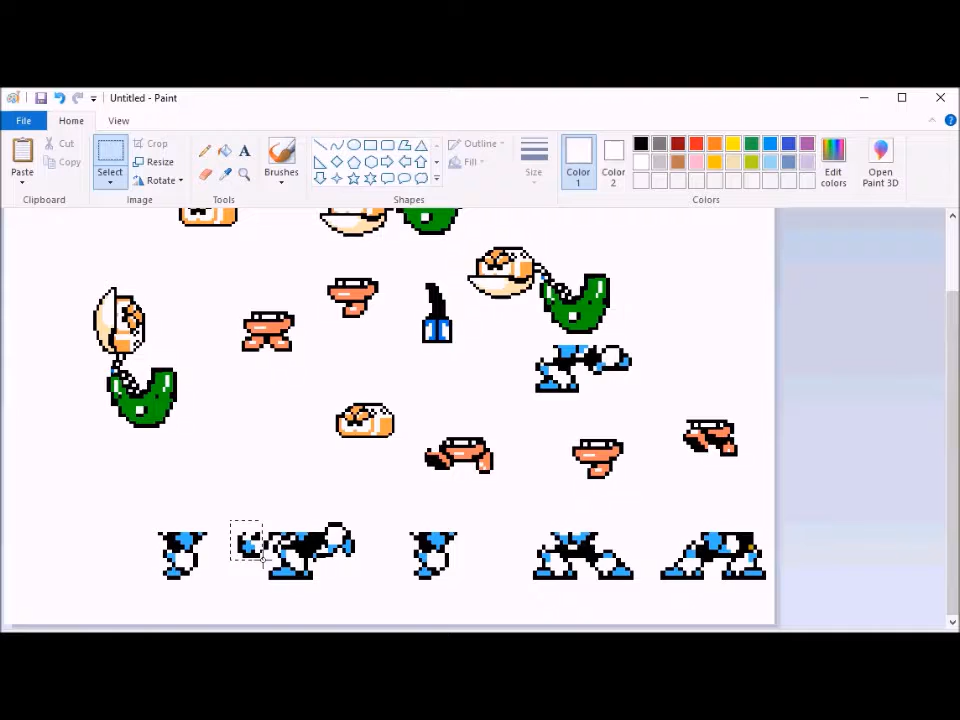 Untitled - Paint
File Home View
Paste
Cut
Copy
Clipboard
Select
Crop
Resize
Rotate
Image
A
Tools
Brushes
Shapes
Outline
Fill
Size
Color 1
Color 2
Edit colors
Open Paint 3D
Colors